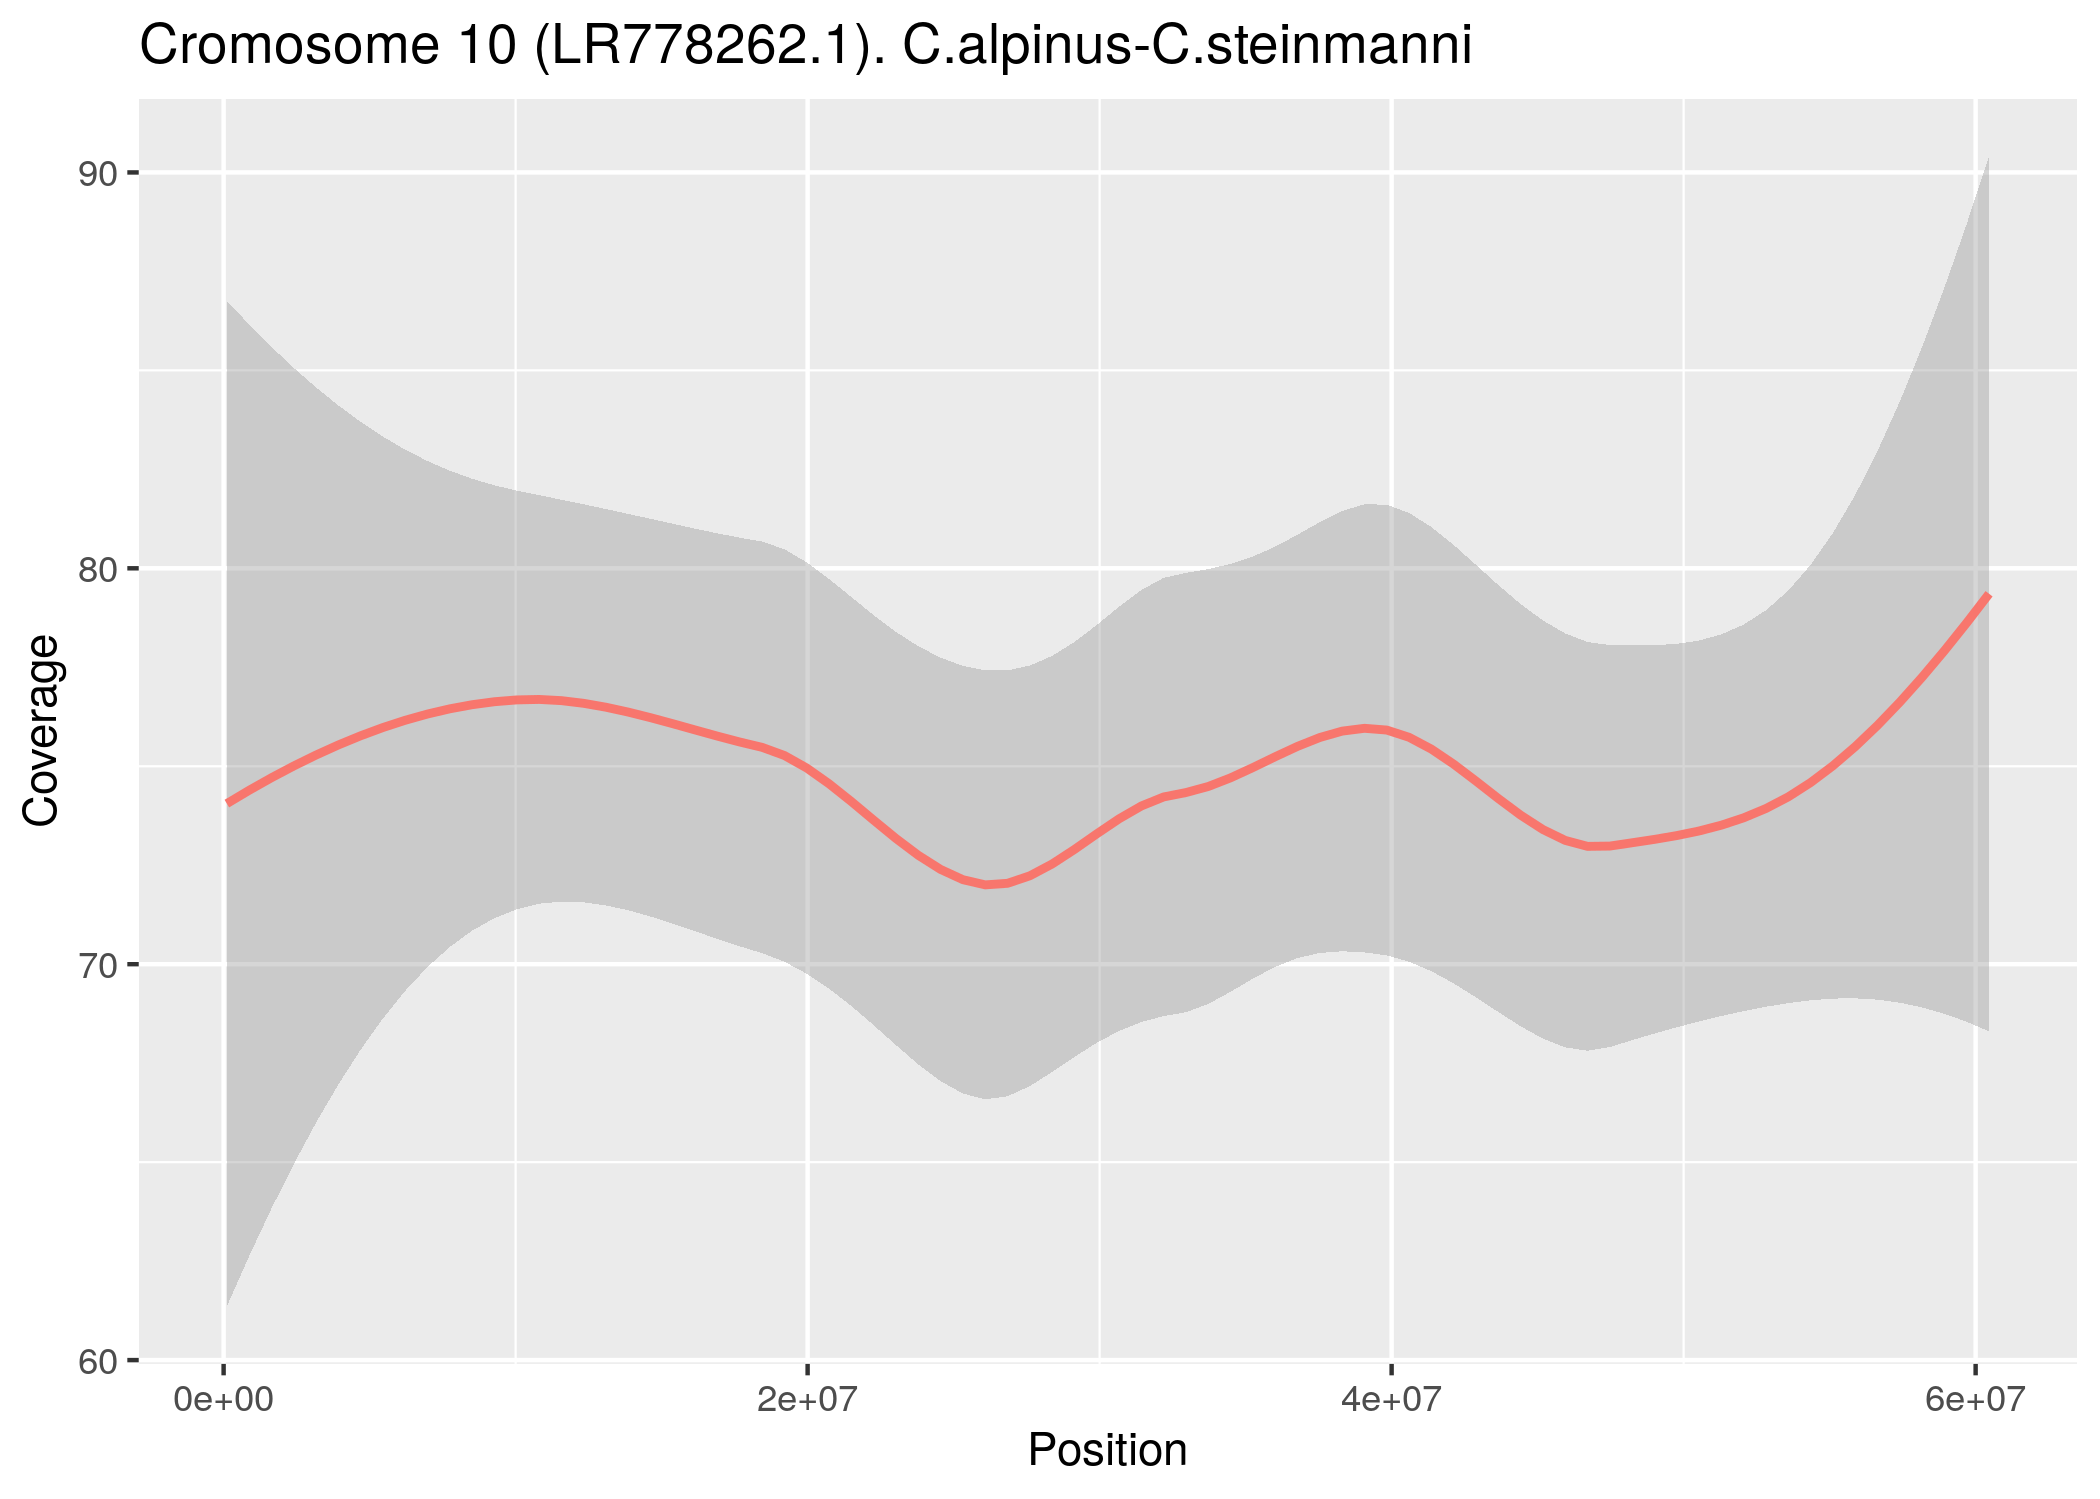 Cromosome 10 (LR778262.1). C.alpinus-C.steinmanni
90
80
70
60
Coverage
0e+00 2e+07 4e+07 6e+07
Position